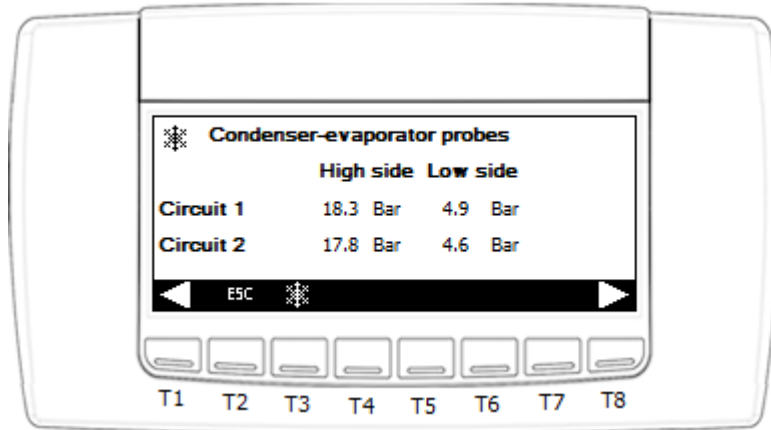 Condenser-evaporator probes
High side Low side
Circuit 1 18.3 Bar 4.9 Bar
Circuit 2 17.8 Bar 4.6 Bar
ESC
T1 T2 T3 T4 T5 T6 T7 T8